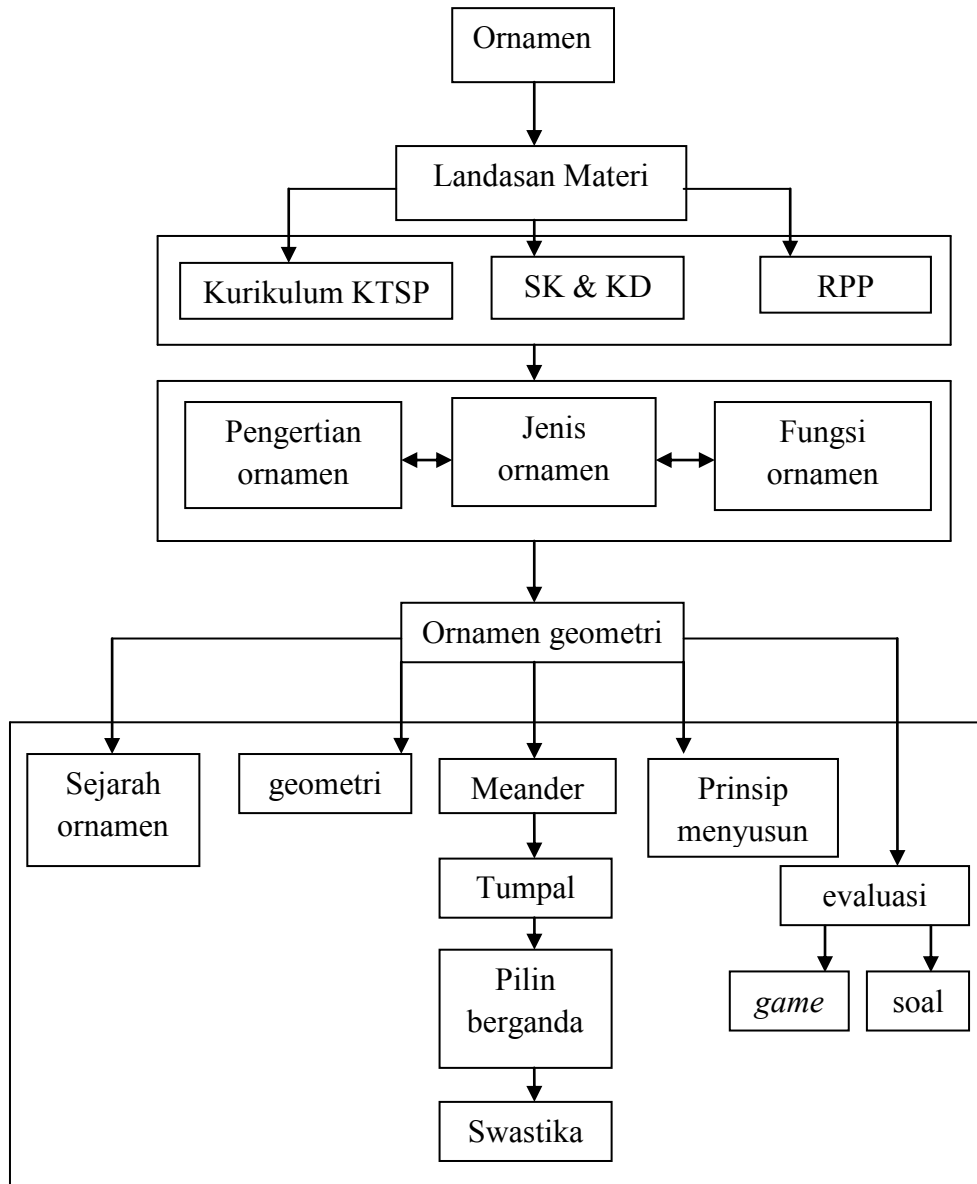 Ornamen
Landasan Materi
Kurikulum KTSP
SK & KD
RPP
Pengertian
ornamen
Jenis
ornamen
Fungsi
ornamen
Ornamen geometri
Sejarah
ornamen
geometri
Meander
Prinsip
menyusun
Tumpal
evaluasi
Pilin
berganda
game
soal
Swastika